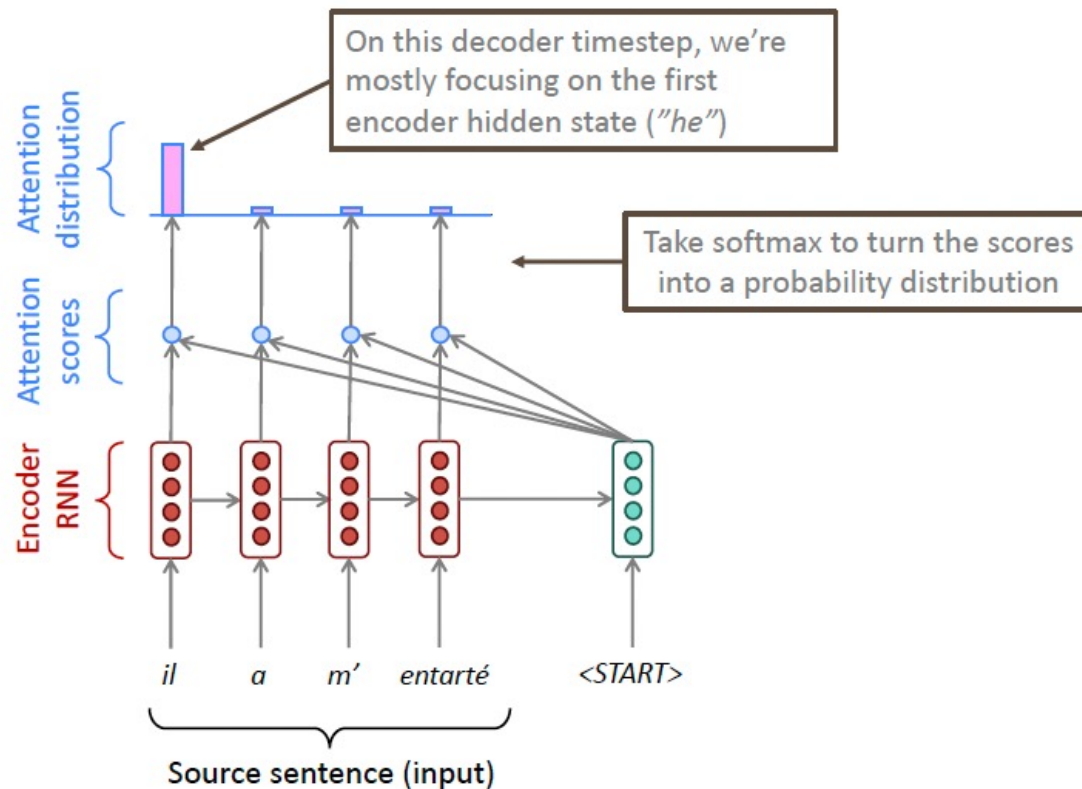 On this decoder timestep, we're
mostly focusing on the first
encoder hidden state ("he")
Attention
distribution
Take softmax to turn the scores
into a probability distribution
Attention
scores
Encoder
RNN
il a m' entarté <START>
Source sentence (input)